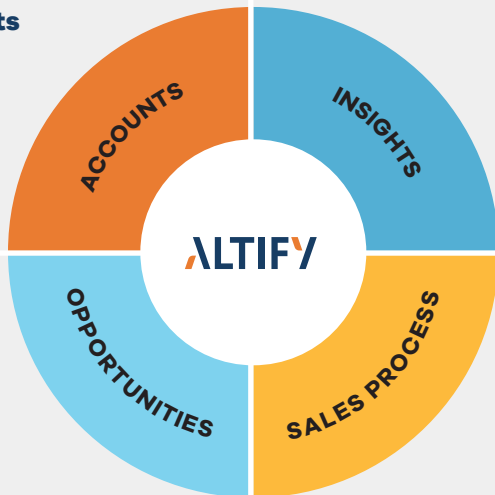 ts
ACCOUNTS
INSIGHTS
ALTIFY
OPPORTUNITIES
SALES PROCESS